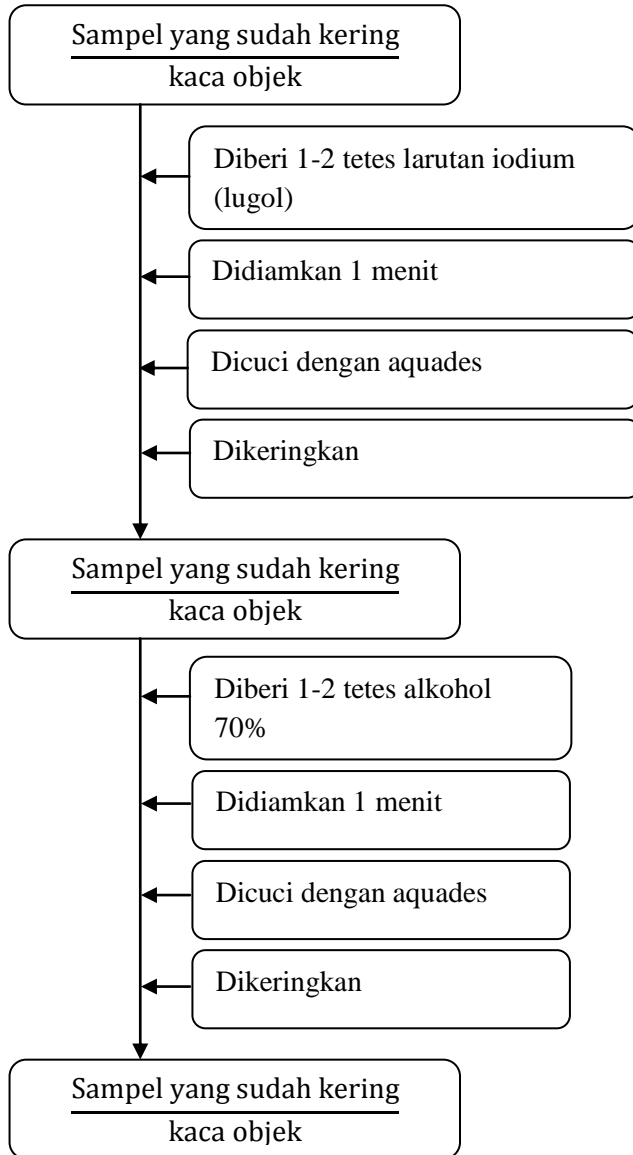 Sampel yang sudah kering
kaca objek
Diberi 1-2 tetes larutan iodium
(lugol)
Didiamkan 1 menit
Dicuci dengan aquades
Dikeringkan
Sampel yang sudah kering
kaca objek
Diberi 1-2 tetes alkohol
70%
Didiamkan 1 menit
Dicuci dengan aquades
Dikeringkan
Sampel yang sudah kering
kaca objek